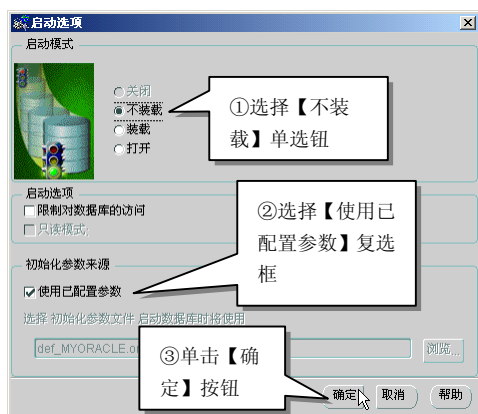 启动选项
启动模式
关闭
不装载
装载
打开
①选择【不装
载】单选钮
启动选项
限制对数据库的访问
只读模式;
②选择【使用已
配置参数】复选
框
初始化参数来源
使用已配置参数
选择 初始化参数文件 启动数据库时将使用
def_MYORACLE.or
浏览...
③单击【确
定】按钮
确定
取消
帮助